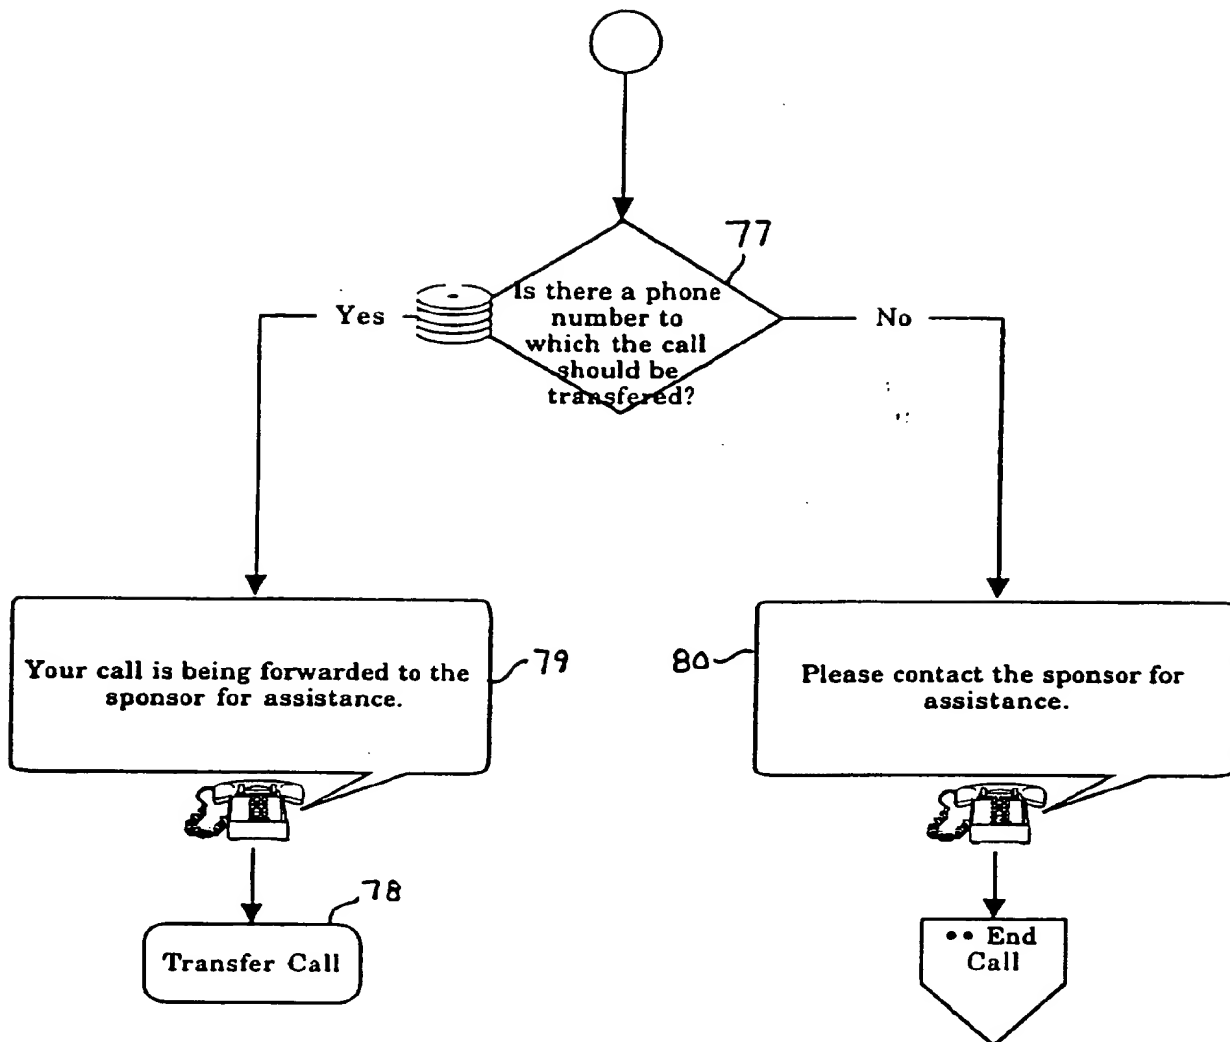 77
Is there a phone
number to
which the call
should be
transfered?
Yes
No
Your call is being forwarded to the
sponsor for assistance.
79
80
Please contact the sponsor for
assistance.
78
Transfer Call
•• End
Call